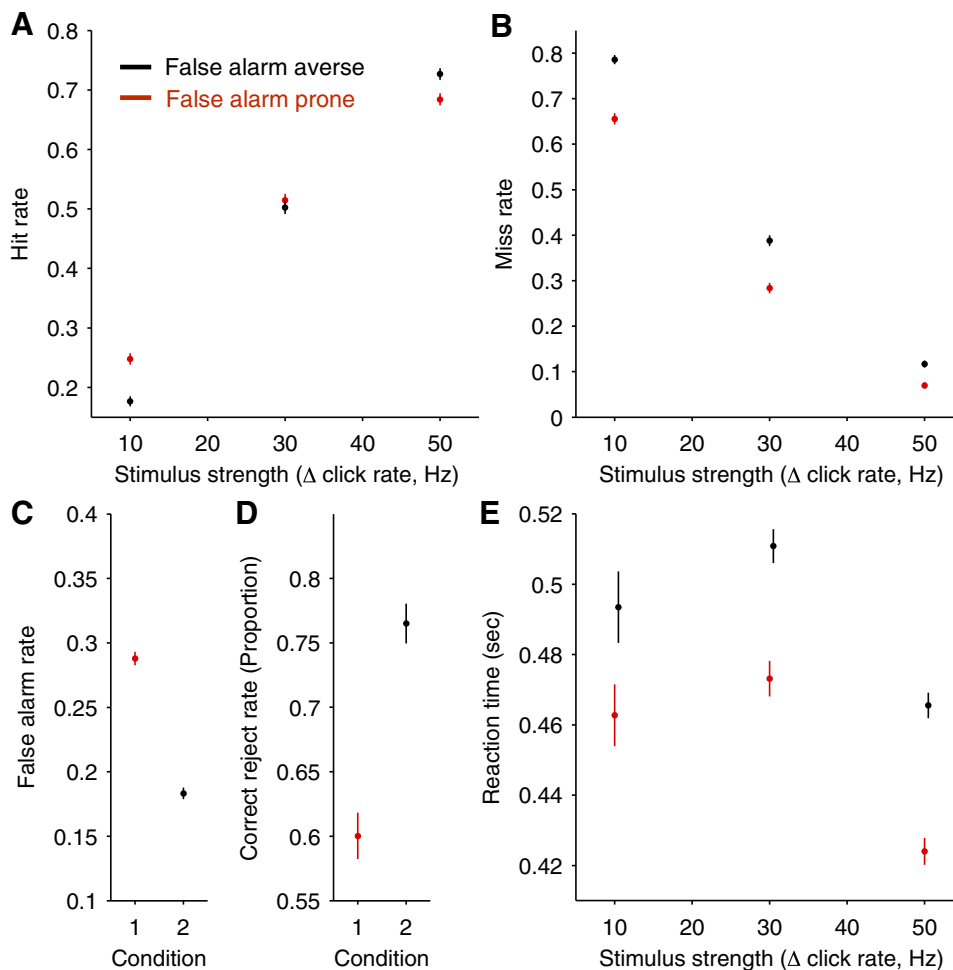 A
0.8
0.7
0.6
0.5
0.4
0.3
0.2
Hit rate
False alarm averse
False alarm prone
10 20 30 40 50
Stimulus strength (Δ click rate, Hz)
B
0.8
0.7
0.6
0.5
0.4
0.3
0.2
0.1
0
Miss rate
10 20 30 40 50
Stimulus strength (Δ click rate, Hz)
C
0.4
0.35
0.3
0.25
0.2
0.15
0.1
False alarm rate
1 2
Condition
D
0.8
0.75
0.7
0.65
0.6
0.55
Correct reject rate (Proportion)
1 2
Condition
E
0.52
0.5
0.48
0.46
0.44
0.42
Reaction time (sec)
10 20 30 40 50
Stimulus strength (Δ click rate, Hz)